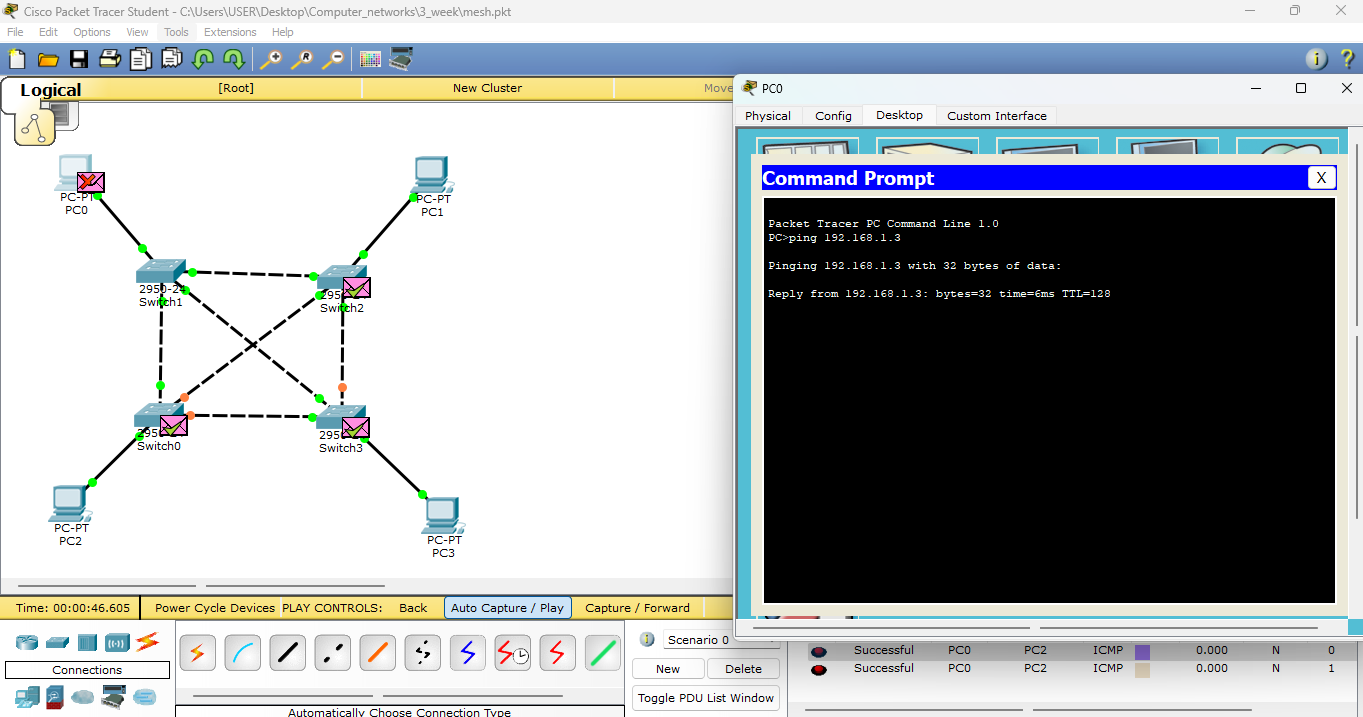 Cisco Packet Tracer Student - C:\Users\USER\Desktop\Computer_networks\3_week\mesh.pkt
File Edit Options View Tools Extensions Help
Logical [Root] New Cluster Move
PC-PT
PC0
PC-PT
PC1
2950-24
Switch1
Switch2
Switch0
Switch3
PC-PT
PC2
PC-PT
PC3
PC0
Physical Config Desktop Custom Interface
Command Prompt X
Packet Tracer PC Command Line 1.0
PC>ping 192.168.1.3
Pinging 192.168.1.3 with 32 bytes of data:
Reply from 192.168.1.3: bytes=32 time=6ms TTL=128
Time: 00:00:46.605 Power Cycle Devices PLAY CONTROLS: Back Auto Capture / Play Capture / Forward
Connections
Automatically Choose Connection Type
Scenario 0
New Delete
Toggle PDU List Window
Successful PC0 PC2 ICMP 0.000 N 0
Successful PC0 PC2 ICMP 0.000 N 1